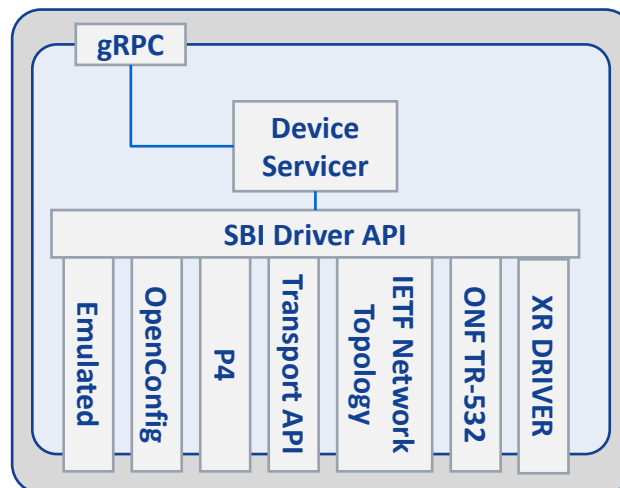 gRPC
Device
Servicer
SBI Driver API
Emulated
OpenConfig
P4
Transport API
IETF Network
Topology
ONF TR-532
XR DRIVER